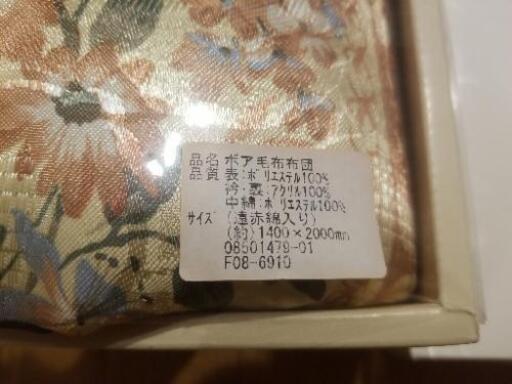 品名 ボア毛布布団
品質 表:ポリエステル100%
衿・裏:アクリル100%
中綿:ポリエステル100%
サイズ (遠赤綿入り)
(約)1400×2000mm
08501479-01
F08-6910